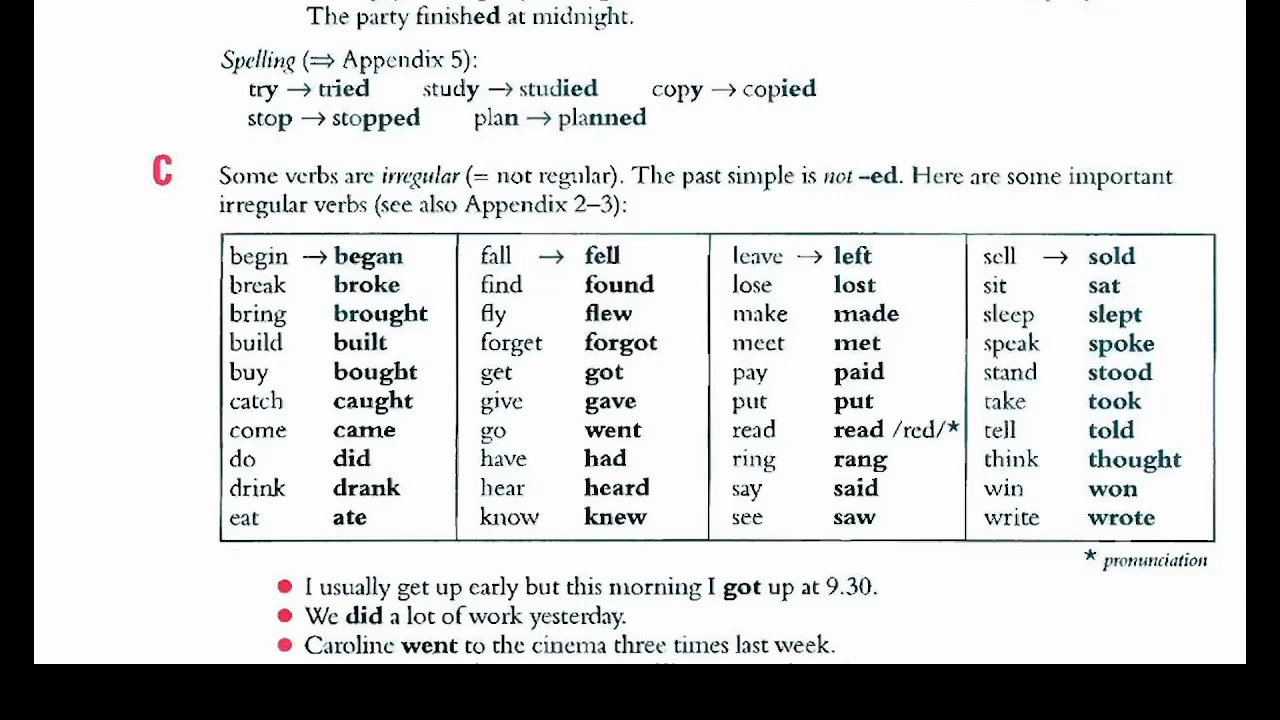 The party finished at midnight.
Spelling (⇒ Appendix 5):
try → tried study → studied copy → copied
stop → stopped plan → planned
C
Some verbs are irregular (= not regular). The past simple is not –ed. Here are some important
irregular verbs (see also Appendix 2–3):
begin → began fall → fell leave → left sell → sold
break broke find found lose lost sit sat
bring brought fly flew make made sleep slept
build built forget forgot meet met speak spoke
buy bought get got pay paid stand stood
catch caught give gave put put take took
come came go went read read /red/* tell told
do did have had ring rang think thought
drink drank hear heard say said win won
eat ate know knew see saw write wrote
* pronunciation
● I usually get up early but this morning I got up at 9.30.
● We did a lot of work yesterday.
● Caroline went to the cinema three times last week.